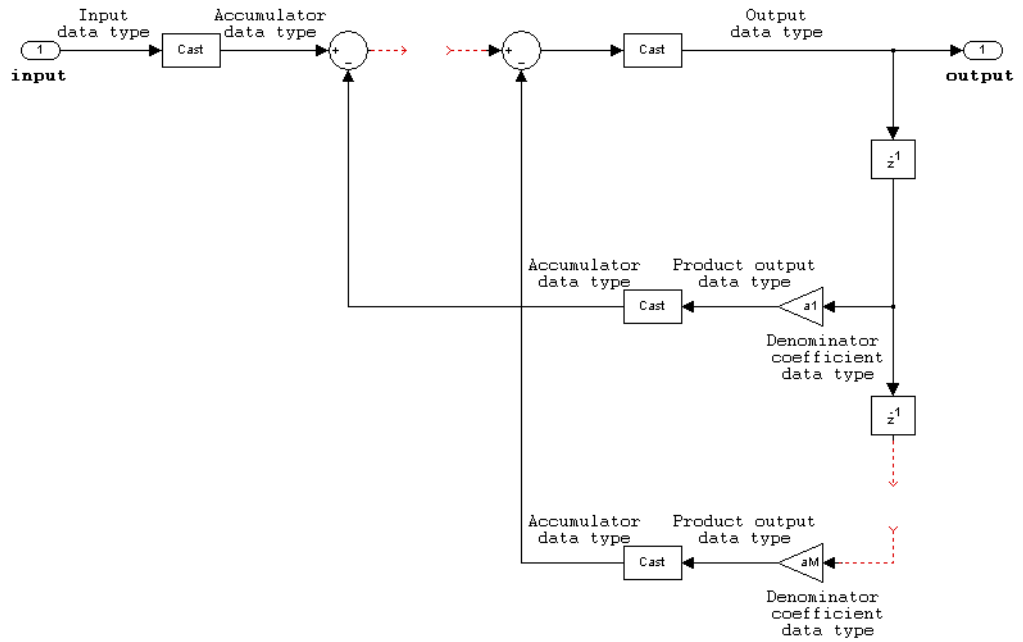 Input
data type
Accumulator
data type
Output
data type
1
Cast
+
−
+
−
Cast
1
input
output
z-1
Accumulator
data type
Product output
data type
Cast
a1
Denominator
coefficient
data type
z-1
Accumulator
data type
Product output
data type
Cast
aM
Denominator
coefficient
data type